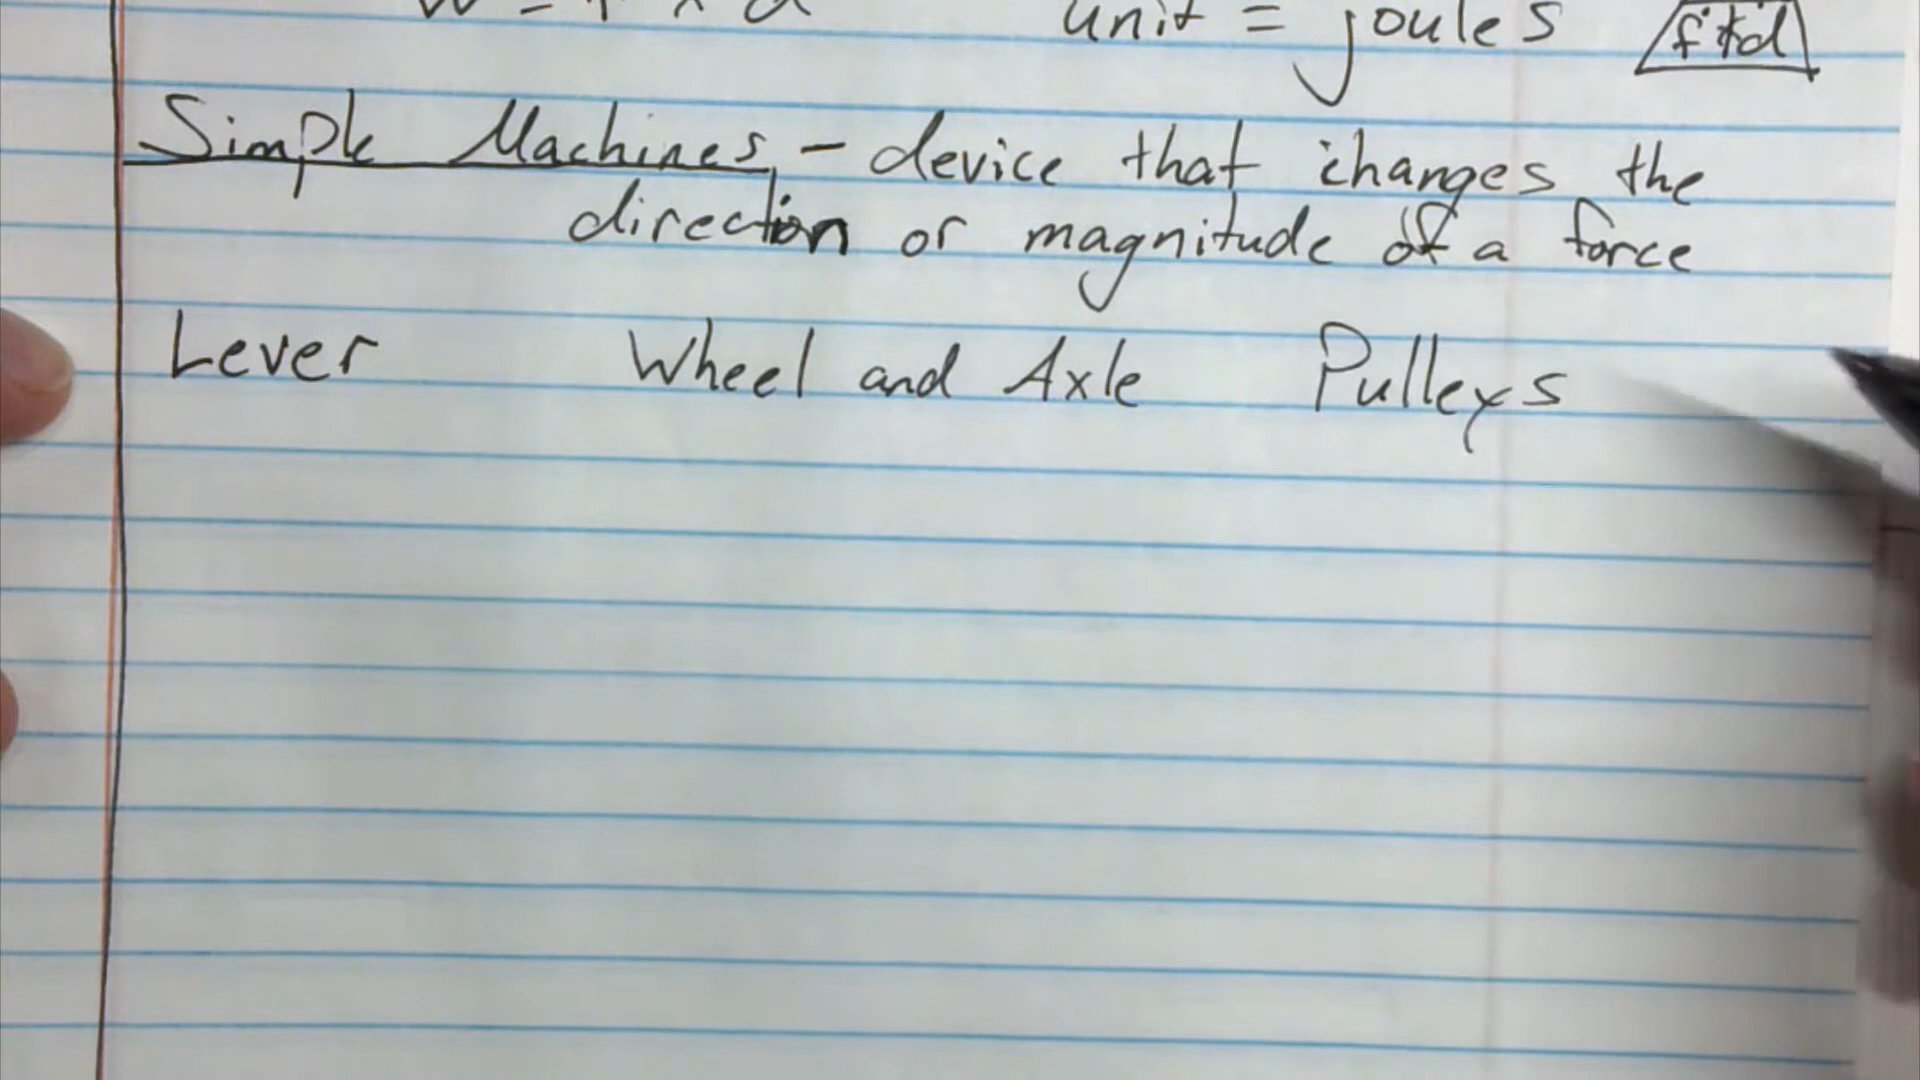 W = F x d unit = joules f x d
Simple Machines - device that changes the
direction or magnitude of a force
Lever Wheel and Axle Pulleys